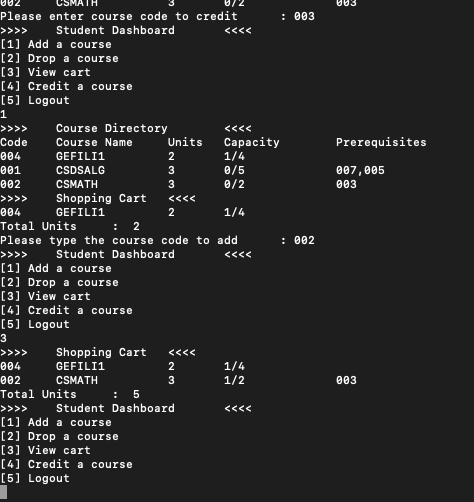 002     CSMATH          3       0/2             003
Please enter course code to credit      : 003
>>>>    Student Dashboard       <<<<
[1] Add a course
[2] Drop a course
[3] View cart
[4] Credit a course
[5] Logout
1
>>>>    Course Directory        <<<<
Code    Course Name     Units   Capacity        Prerequisites
004     GEFILI1         2       1/4
001     CSDSALG         3       0/5             007,005
002     CSMATH          3       0/2             003
>>>>    Shopping Cart   <<<<
004     GEFILI1         2       1/4
Total Units     :  2
Please type the course code to add      : 002
>>>>    Student Dashboard       <<<<
[1] Add a course
[2] Drop a course
[3] View cart
[4] Credit a course
[5] Logout
3
>>>>    Shopping Cart   <<<<
004     GEFILI1         2       1/4
002     CSMATH          3       1/2             003
Total Units     :  5
>>>>    Student Dashboard       <<<<
[1] Add a course
[2] Drop a course
[3] View cart
[4] Credit a course
[5] Logout